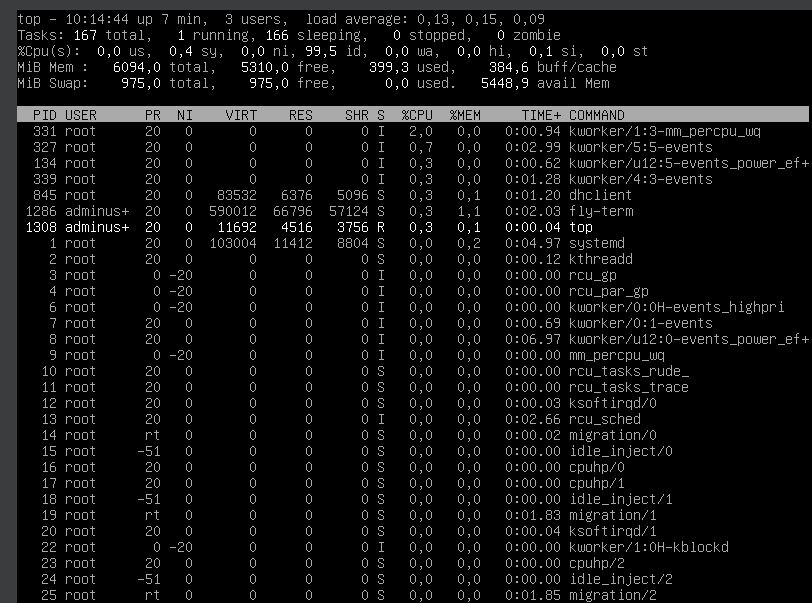 top - 10:14:44 up 7 min,  3 users,  load average: 0,13, 0,15, 0,09
Tasks: 167 total,   1 running, 166 sleeping,   0 stopped,   0 zombie
%Cpu(s):  0,0 us,  0,4 sy,  0,0 ni, 99,5 id,  0,0 wa,  0,0 hi,  0,1 si,  0,0 st
MiB Mem :   6094,0 total,   5310,0 free,    399,3 used,    384,6 buff/cache
MiB Swap:    975,0 total,    975,0 free,      0,0 used.   5448,9 avail Mem
PID USER      PR  NI    VIRT    RES    SHR S  %CPU  %MEM     TIME+ COMMAND
331 root      20   0       0      0      0 I   2,0   0,0   0:00.94 kworker/1:3-mm_percpu_wq
327 root      20   0       0      0      0 I   0,7   0,0   0:02.99 kworker/5:5-events
134 root      20   0       0      0      0 I   0,3   0,0   0:00.62 kworker/u12:5-events_power_ef+
339 root      20   0       0      0      0 I   0,3   0,0   0:01.28 kworker/4:3-events
845 root      20   0   83532   6376   5096 S   0,3   0,1   0:01.20 dhclient
1286 adminus+  20   0  590012  66796  57124 S   0,3   1,1   0:02.03 fly-term
1308 adminus+  20   0   11692   4516   3756 R   0,3   0,1   0:00.04 top
1 root      20   0  103004  11412   8804 S   0,0   0,2   0:04.97 systemd
2 root      20   0       0      0      0 S   0,0   0,0   0:00.12 kthreadd
3 root       0 -20       0      0      0 I   0,0   0,0   0:00.00 rcu_gp
4 root       0 -20       0      0      0 I   0,0   0,0   0:00.00 rcu_par_gp
6 root       0 -20       0      0      0 I   0,0   0,0   0:00.00 kworker/0:0H-events_highpri
7 root      20   0       0      0      0 I   0,0   0,0   0:00.69 kworker/0:1-events
8 root      20   0       0      0      0 I   0,0   0,0   0:06.97 kworker/u12:0-events_power_ef+
9 root       0 -20       0      0      0 I   0,0   0,0   0:00.00 mm_percpu_wq
10 root      20   0       0      0      0 S   0,0   0,0   0:00.00 rcu_tasks_rude_
11 root      20   0       0      0      0 S   0,0   0,0   0:00.00 rcu_tasks_trace
12 root      20   0       0      0      0 S   0,0   0,0   0:00.03 ksoftirqd/0
13 root      20   0       0      0      0 I   0,0   0,0   0:02.66 rcu_sched
14 root      rt   0       0      0      0 S   0,0   0,0   0:00.02 migration/0
15 root     -51   0       0      0      0 S   0,0   0,0   0:00.00 idle_inject/0
16 root      20   0       0      0      0 S   0,0   0,0   0:00.00 cpuhp/0
17 root      20   0       0      0      0 S   0,0   0,0   0:00.00 cpuhp/1
18 root     -51   0       0      0      0 S   0,0   0,0   0:00.00 idle_inject/1
19 root      rt   0       0      0      0 S   0,0   0,0   0:01.83 migration/1
20 root      20   0       0      0      0 S   0,0   0,0   0:00.04 ksoftirqd/1
22 root       0 -20       0      0      0 I   0,0   0,0   0:00.00 kworker/1:0H-kblockd
23 root      20   0       0      0      0 S   0,0   0,0   0:00.00 cpuhp/2
24 root     -51   0       0      0      0 S   0,0   0,0   0:00.00 idle_inject/2
25 root      rt   0       0      0      0 S   0,0   0,0   0:01.85 migration/2